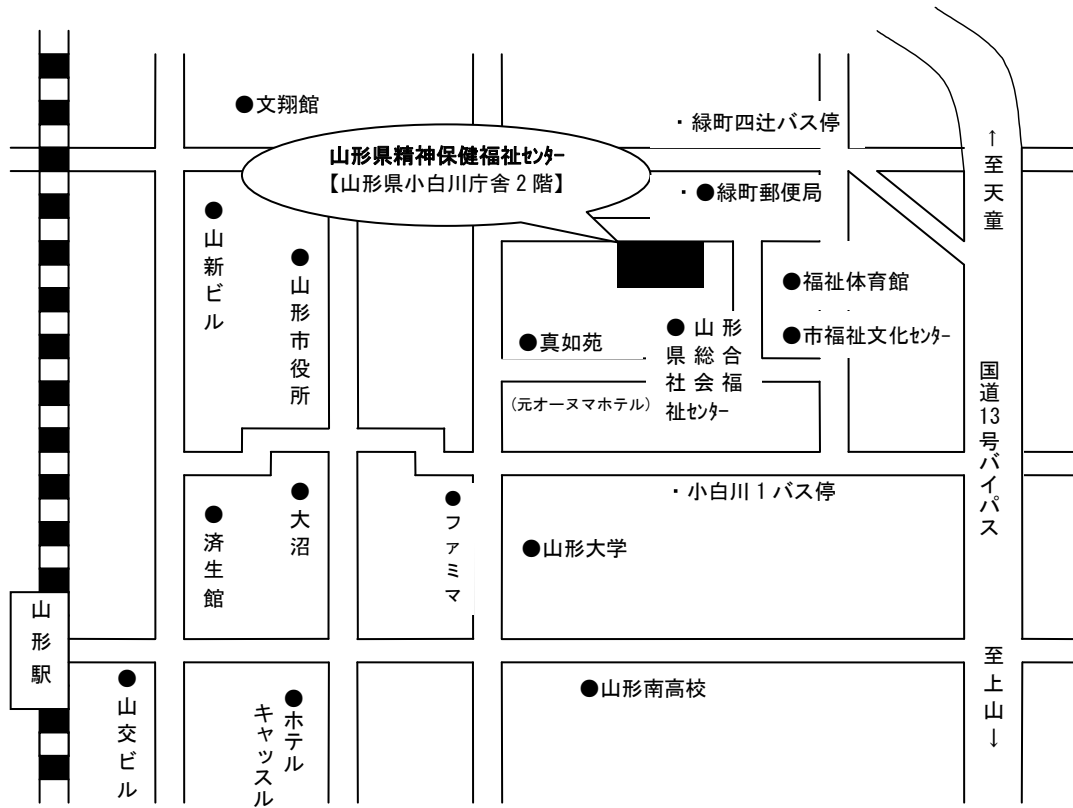 ●文翔館
・緑町四辻バス停
↑至天童
山形県精神保健福祉ｾﾝﾀｰ
【山形県小白川庁舎２階】
・●緑町郵便局
●山新ビル
●山形市役所
●福祉体育館
●真如苑
●山形
県総合
社会福
祉ｾﾝﾀｰ
●市福祉文化ｾﾝﾀｰ
(元オーヌマホテル)
国道13号バイパス
●済生館
●大沼
●ファミマ
・小白川１バス停
●山形大学
山形駅
●山交ビル
●ホテル
キャッスル
●山形南高校
至上山↓